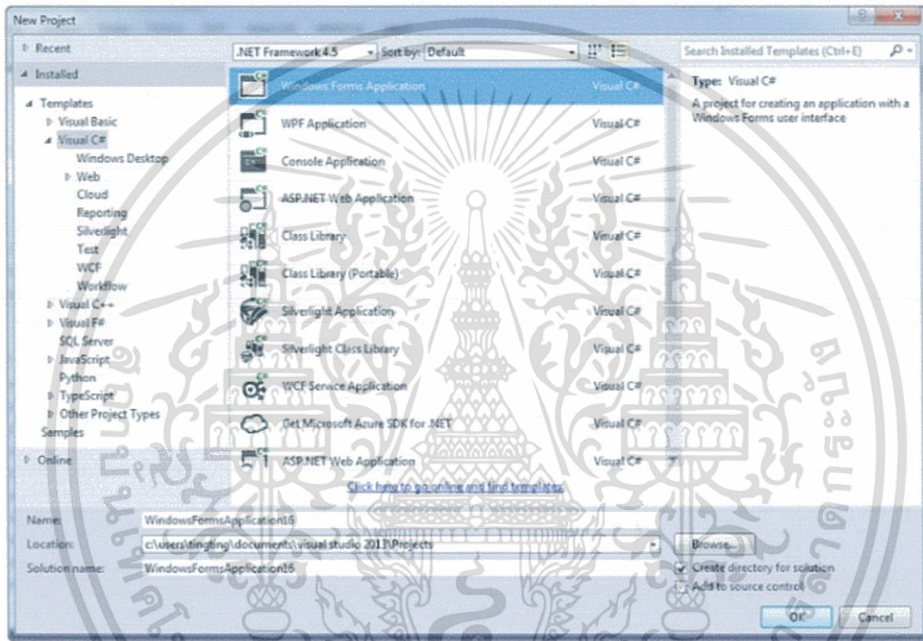 New Project
Recent
.NET Framework 4.5
Sort by: Default
Search Installed Templates (Ctrl+E)
Installed
Templates
Visual Basic
Visual C#
Windows Desktop
Web
Cloud
Reporting
Silverlight
Test
WCF
Workflow
Visual C++
Visual F#
SQL Server
JavaScript
Python
TypeScript
Other Project Types
Samples
Online
Windows Forms Application Visual C#
WPF Application Visual C#
Console Application Visual C#
ASP.NET Web Application Visual C#
Class Library Visual C#
Class Library (Portable) Visual C#
Silverlight Application Visual C#
Silverlight Class Library Visual C#
WCF Service Application Visual C#
Get Microsoft Azure SDK for .NET Visual C#
ASP.NET Web Application Visual C#
Click here to go online and find templates.
Type: Visual C#
A project for creating an application with a
Windows Forms user interface
Name: WindowsFormsApplication16
Location: c:\users\tingting\documents\visual studio 2013\Projects
Browse...
Solution name: WindowsFormsApplication16
Create directory for solution
Add to source control
OK
Cancel